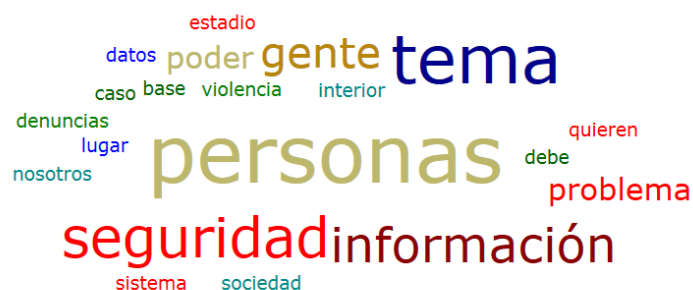 estadio
datos poder gente tema
caso base violencia interior
denuncias
lugar personas quieren
nosotros debe
problema
seguridad información
sistema sociedad